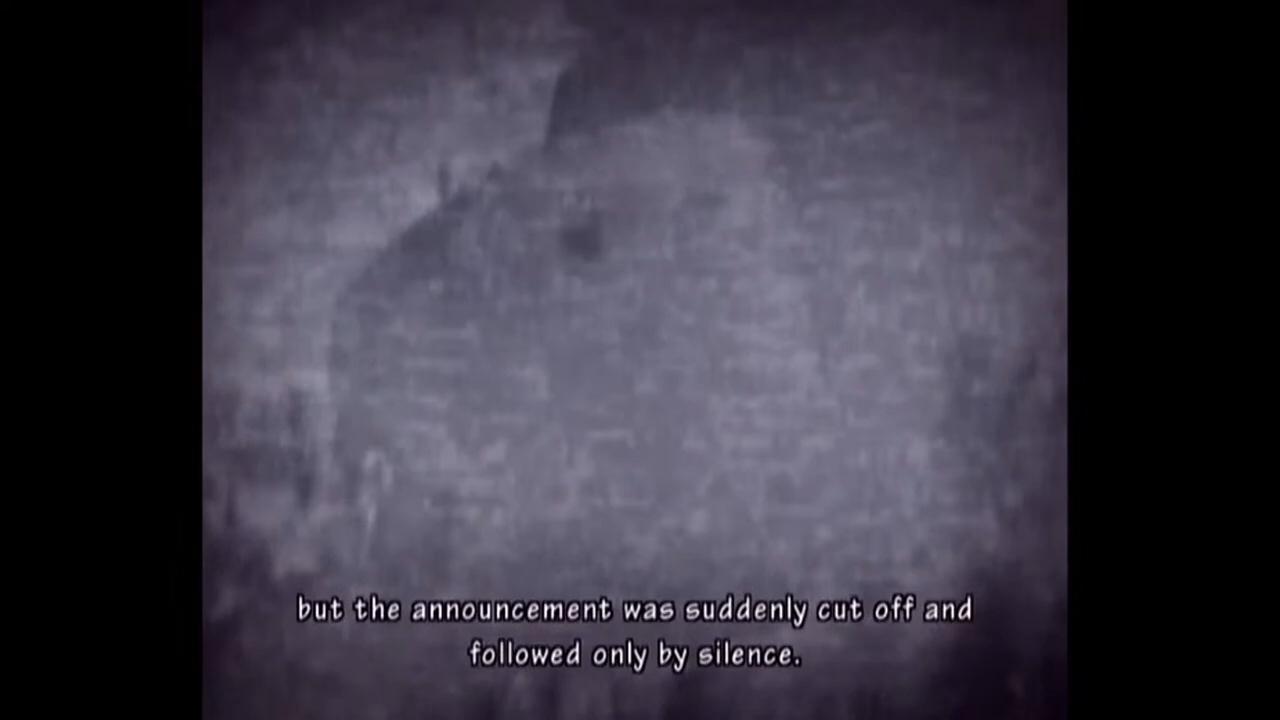 but the announcement was suddenly cut off and
followed only by silence.